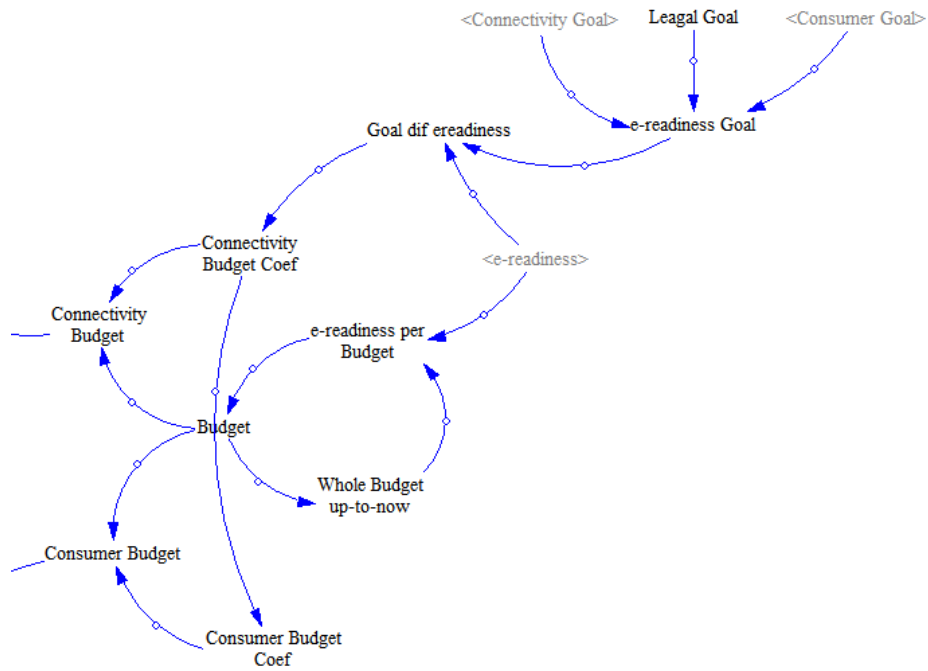 <Connectivity Goal>
Leagal Goal
<Consumer Goal>
e-readiness Goal
Goal dif ereadiness
Connectivity
Budget Coef
<e-readiness>
Connectivity
Budget
e-readiness per
Budget
Budget
Whole Budget
up-to-now
Consumer Budget
Consumer Budget
Coef